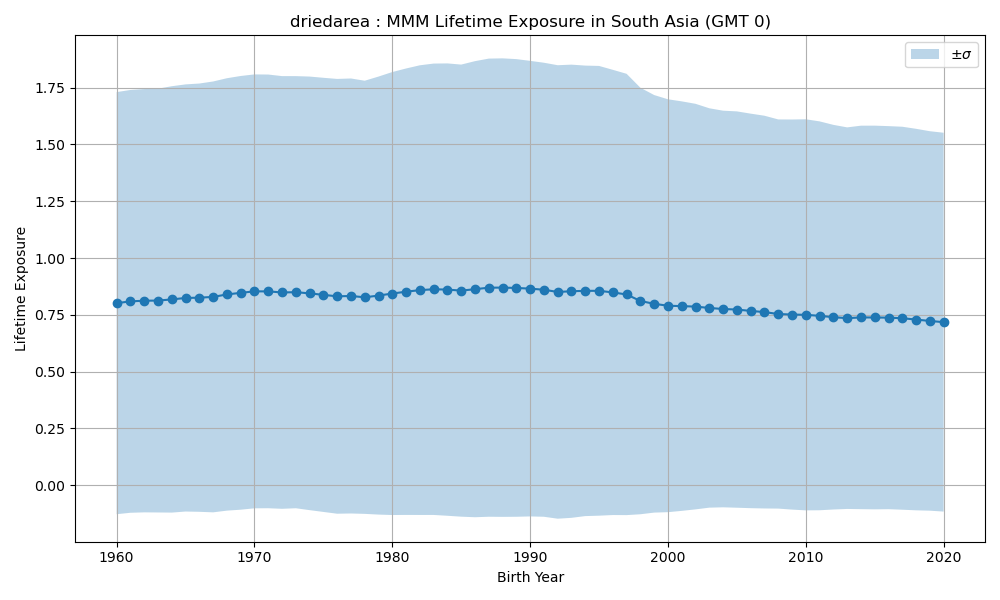 driedarea : MMM Lifetime Exposure in South Asia (GMT 0)
±σ
Lifetime Exposure
1.75
1.50
1.25
1.00
0.75
0.50
0.25
0.00
1960 1970 1980 1990 2000 2010 2020
Birth Year